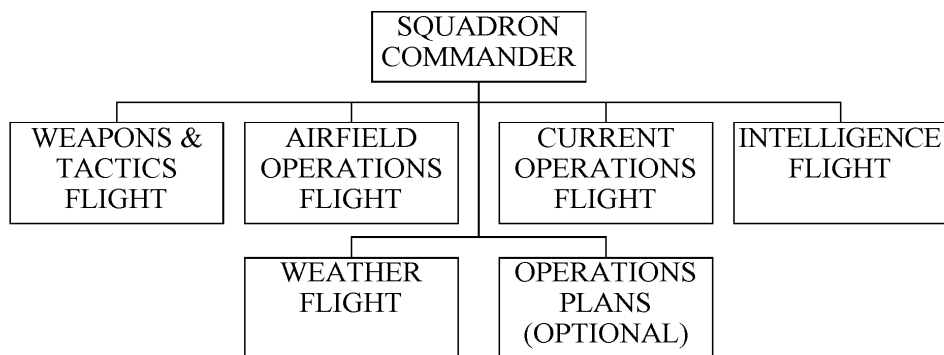 SQUADRON
COMMANDER
WEAPONS &
TACTICS
FLIGHT
AIRFIELD
OPERATIONS
FLIGHT
CURRENT
OPERATIONS
FLIGHT
INTELLIGENCE
FLIGHT
WEATHER
FLIGHT
OPERATIONS
PLANS
(OPTIONAL)